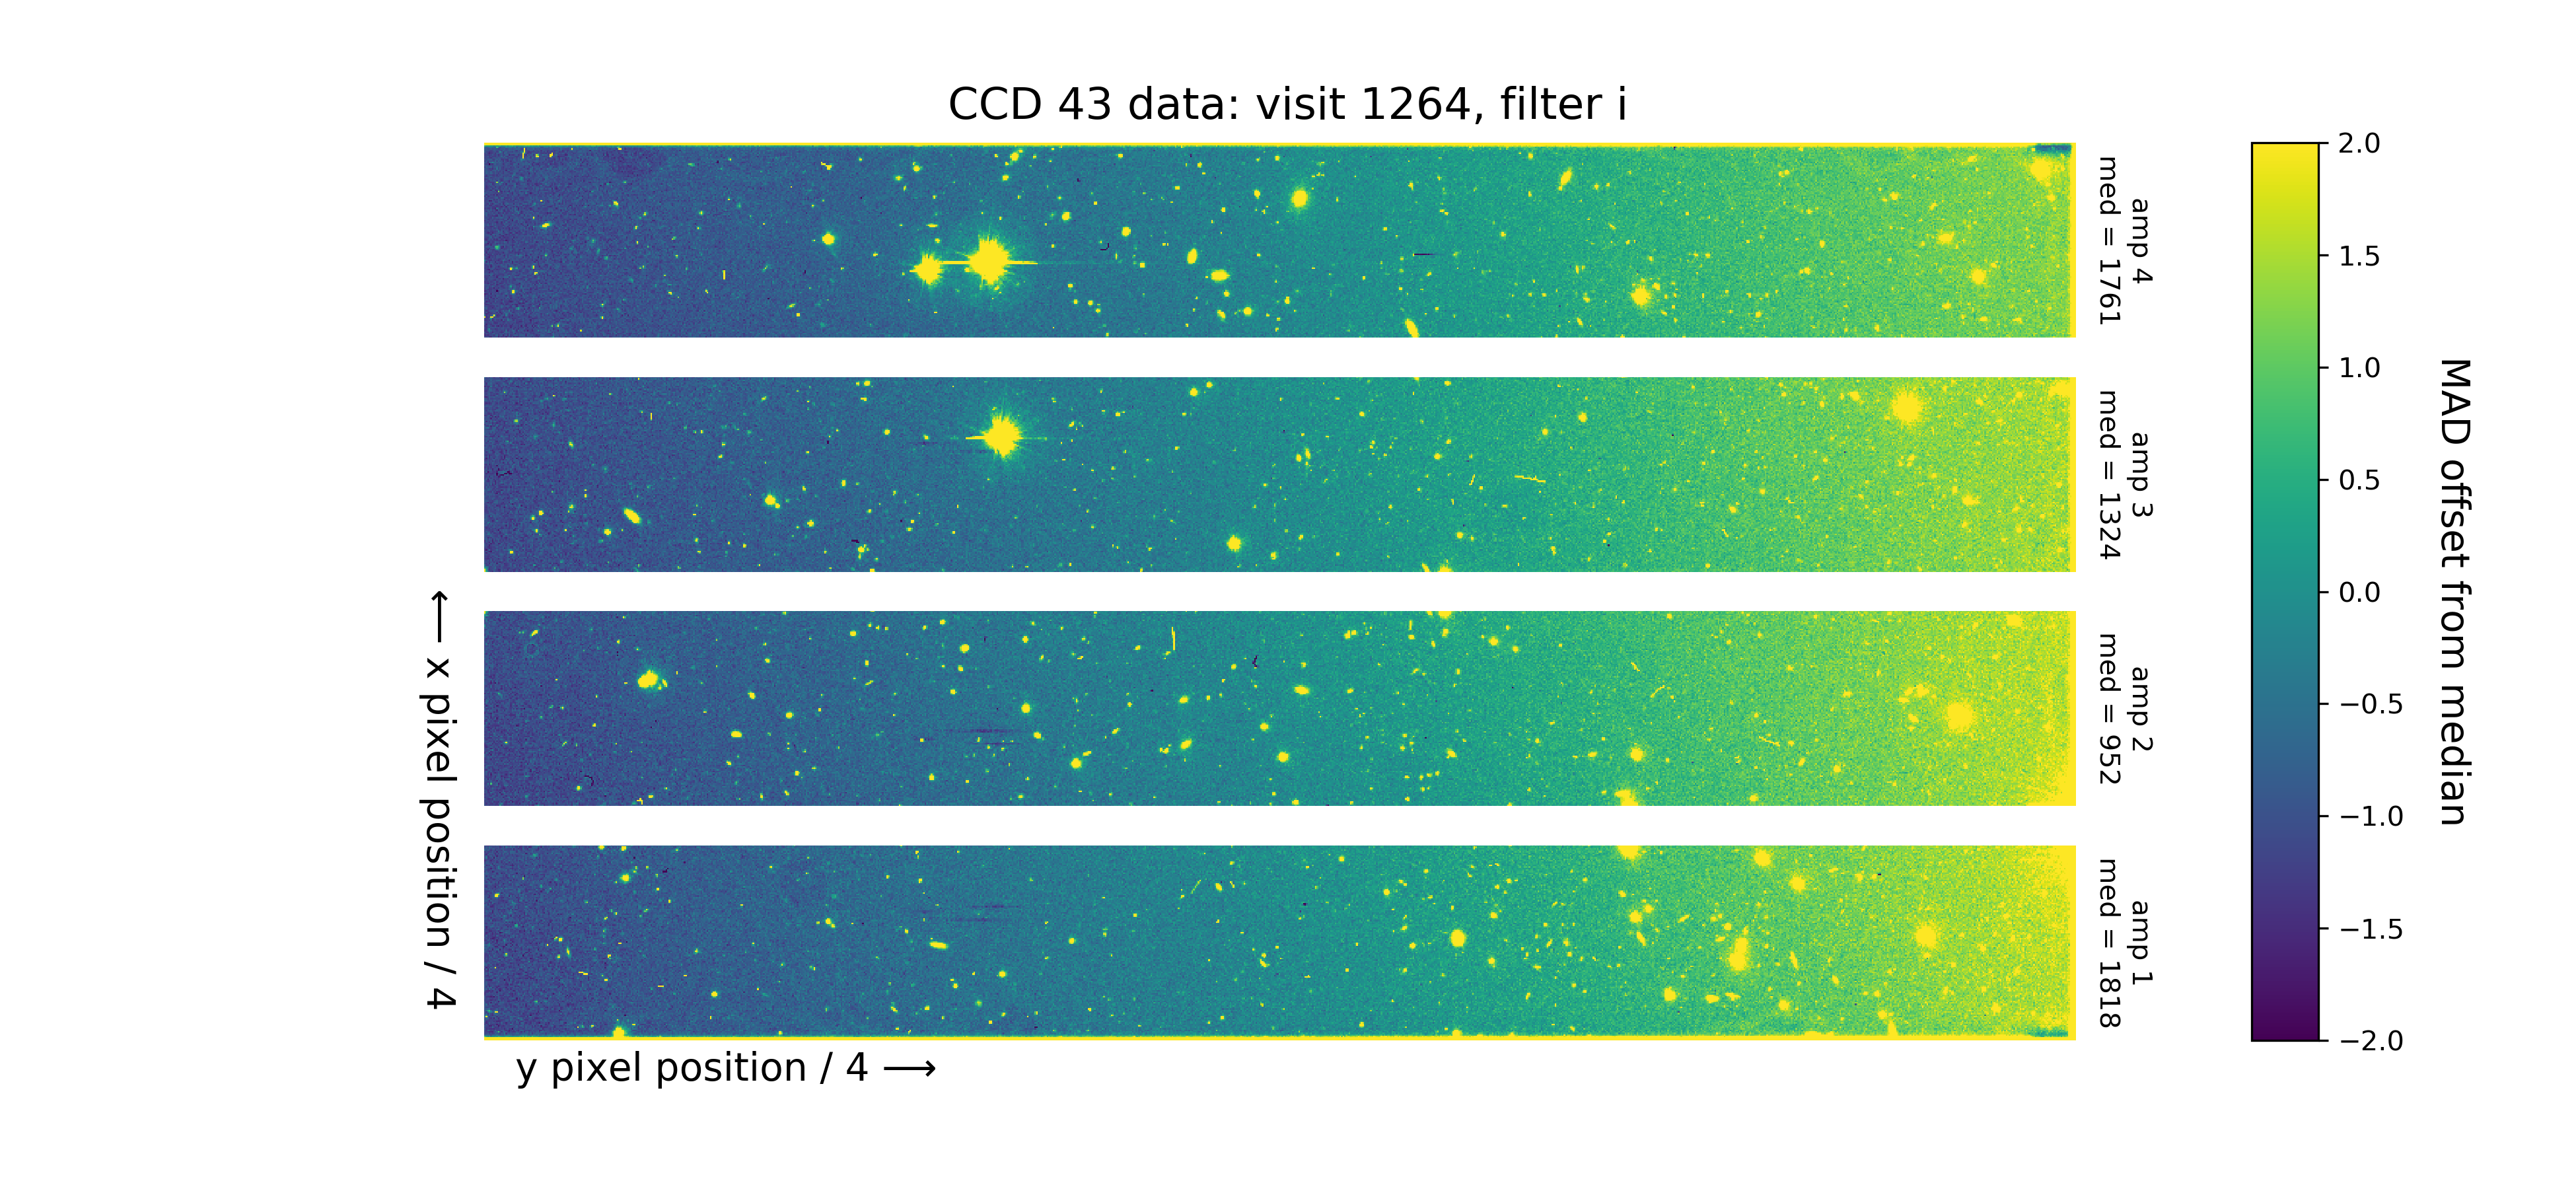 CCD 43 data: visit 1264, filter i
amp 4
med = 1761
amp 3
med = 1324
amp 2
med = 952
amp 1
med = 1818
⟵ x pixel position / 4
y pixel position / 4 ⟶
2.0
1.5
1.0
0.5
0.0
−0.5
−1.0
−1.5
−2.0
MAD offset from median